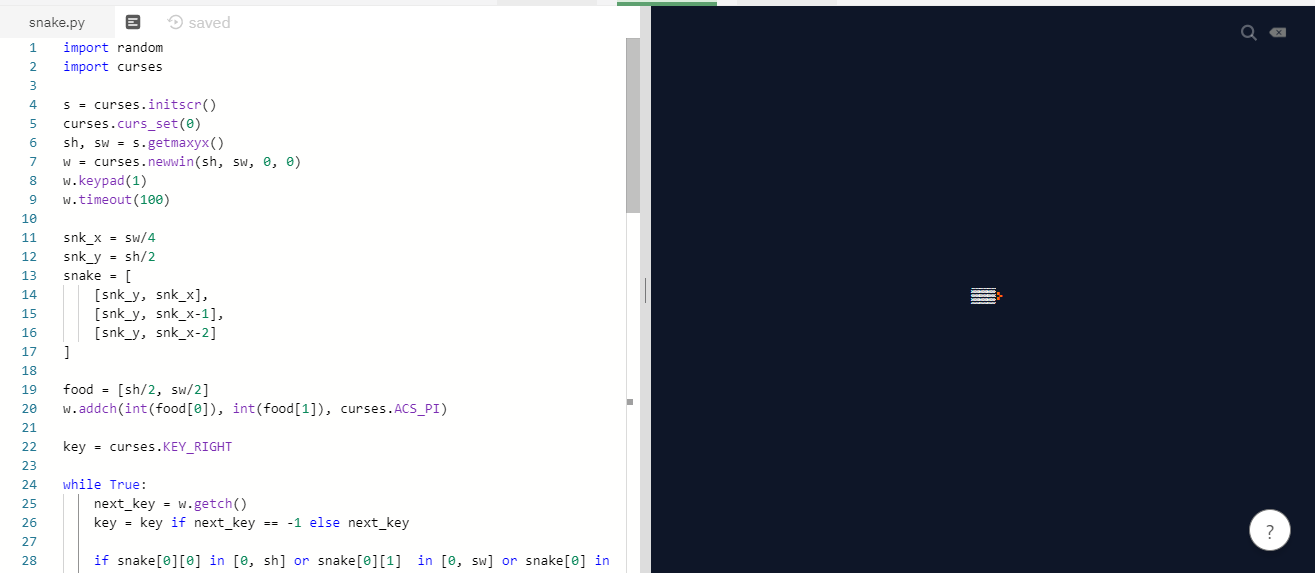 snake.py saved
1 import random
2 import curses
3
4 s = curses.initscr()
5 curses.curs_set(0)
6 sh, sw = s.getmaxyx()
7 w = curses.newwin(sh, sw, 0, 0)
8 w.keypad(1)
9 w.timeout(100)
10
11 snk_x = sw/4
12 snk_y = sh/2
13 snake = [
14 [snk_y, snk_x],
15 [snk_y, snk_x-1],
16 [snk_y, snk_x-2]
17 ]
18
19 food = [sh/2, sw/2]
20 w.addch(int(food[0]), int(food[1]), curses.ACS_PI)
21
22 key = curses.KEY_RIGHT
23
24 while True:
25 next_key = w.getch()
26 key = key if next_key == -1 else next_key
27
28 if snake[0][0] in [0, sh] or snake[0][1]  in [0, sw] or snake[0] in
?